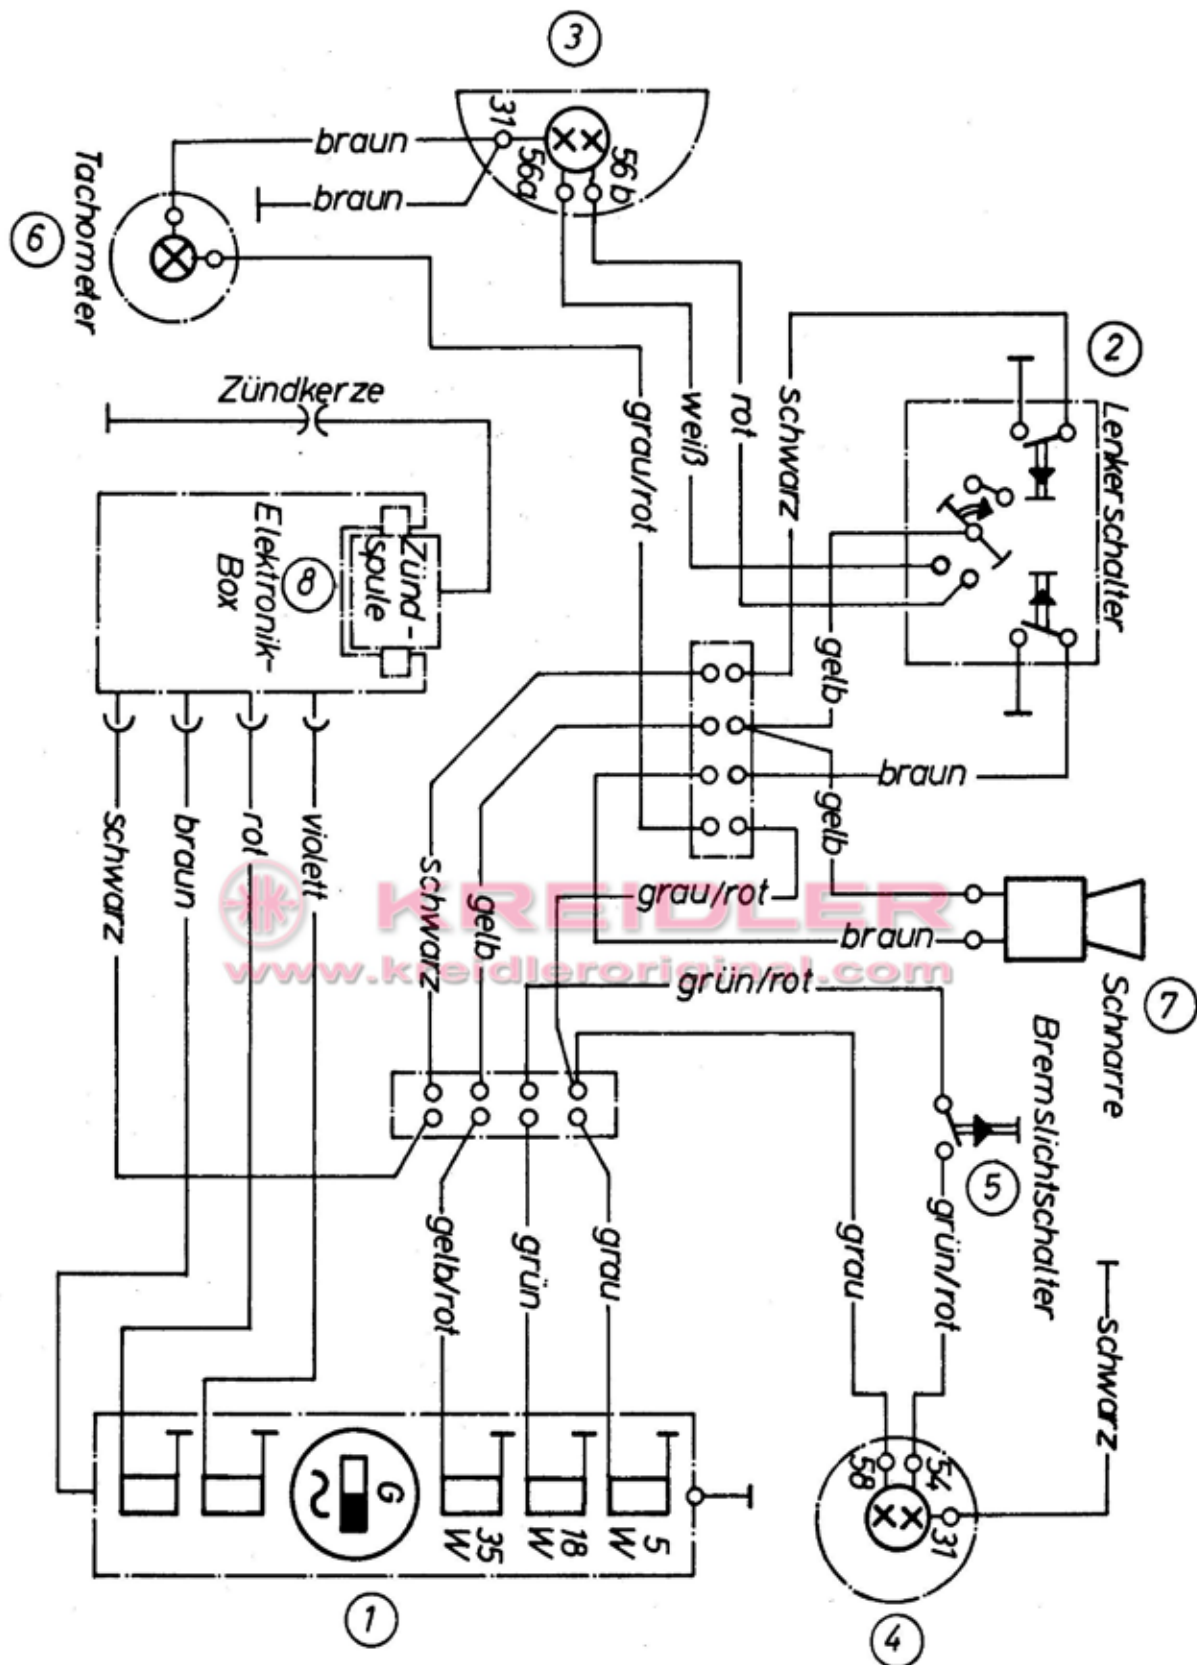 3
31
56a
56 b
braun
braun
6
Tachometer
2
Lenkerschalter
Zündkerze
grau/rot
weiß
rot
schwarz
Elektronik-
Box
8
Zünd-
spule
gelb
braun
gelb
schwarz
braun
rot
violett
schwarz
gelb
grau/rot
braun
KREIDLER
www.kreidleroriginal.com
grün/rot
7
Schnarre
Bremslichtschalter
5
gelb/rot
grün
grau
grau
grün/rot
schwarz
G
35
W
18
W
5
W
58
54
31
1
4